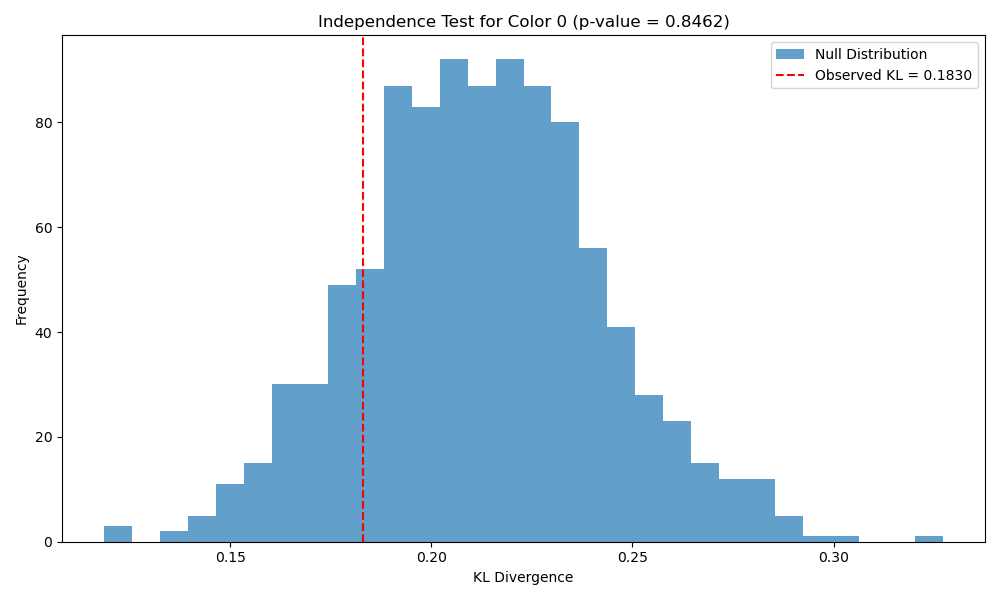 Independence Test for Color 0 (p-value = 0.8462)
Null Distribution
Observed KL = 0.1830
Frequency
80
60
40
20
0
0.15 0.20 0.25 0.30
KL Divergence